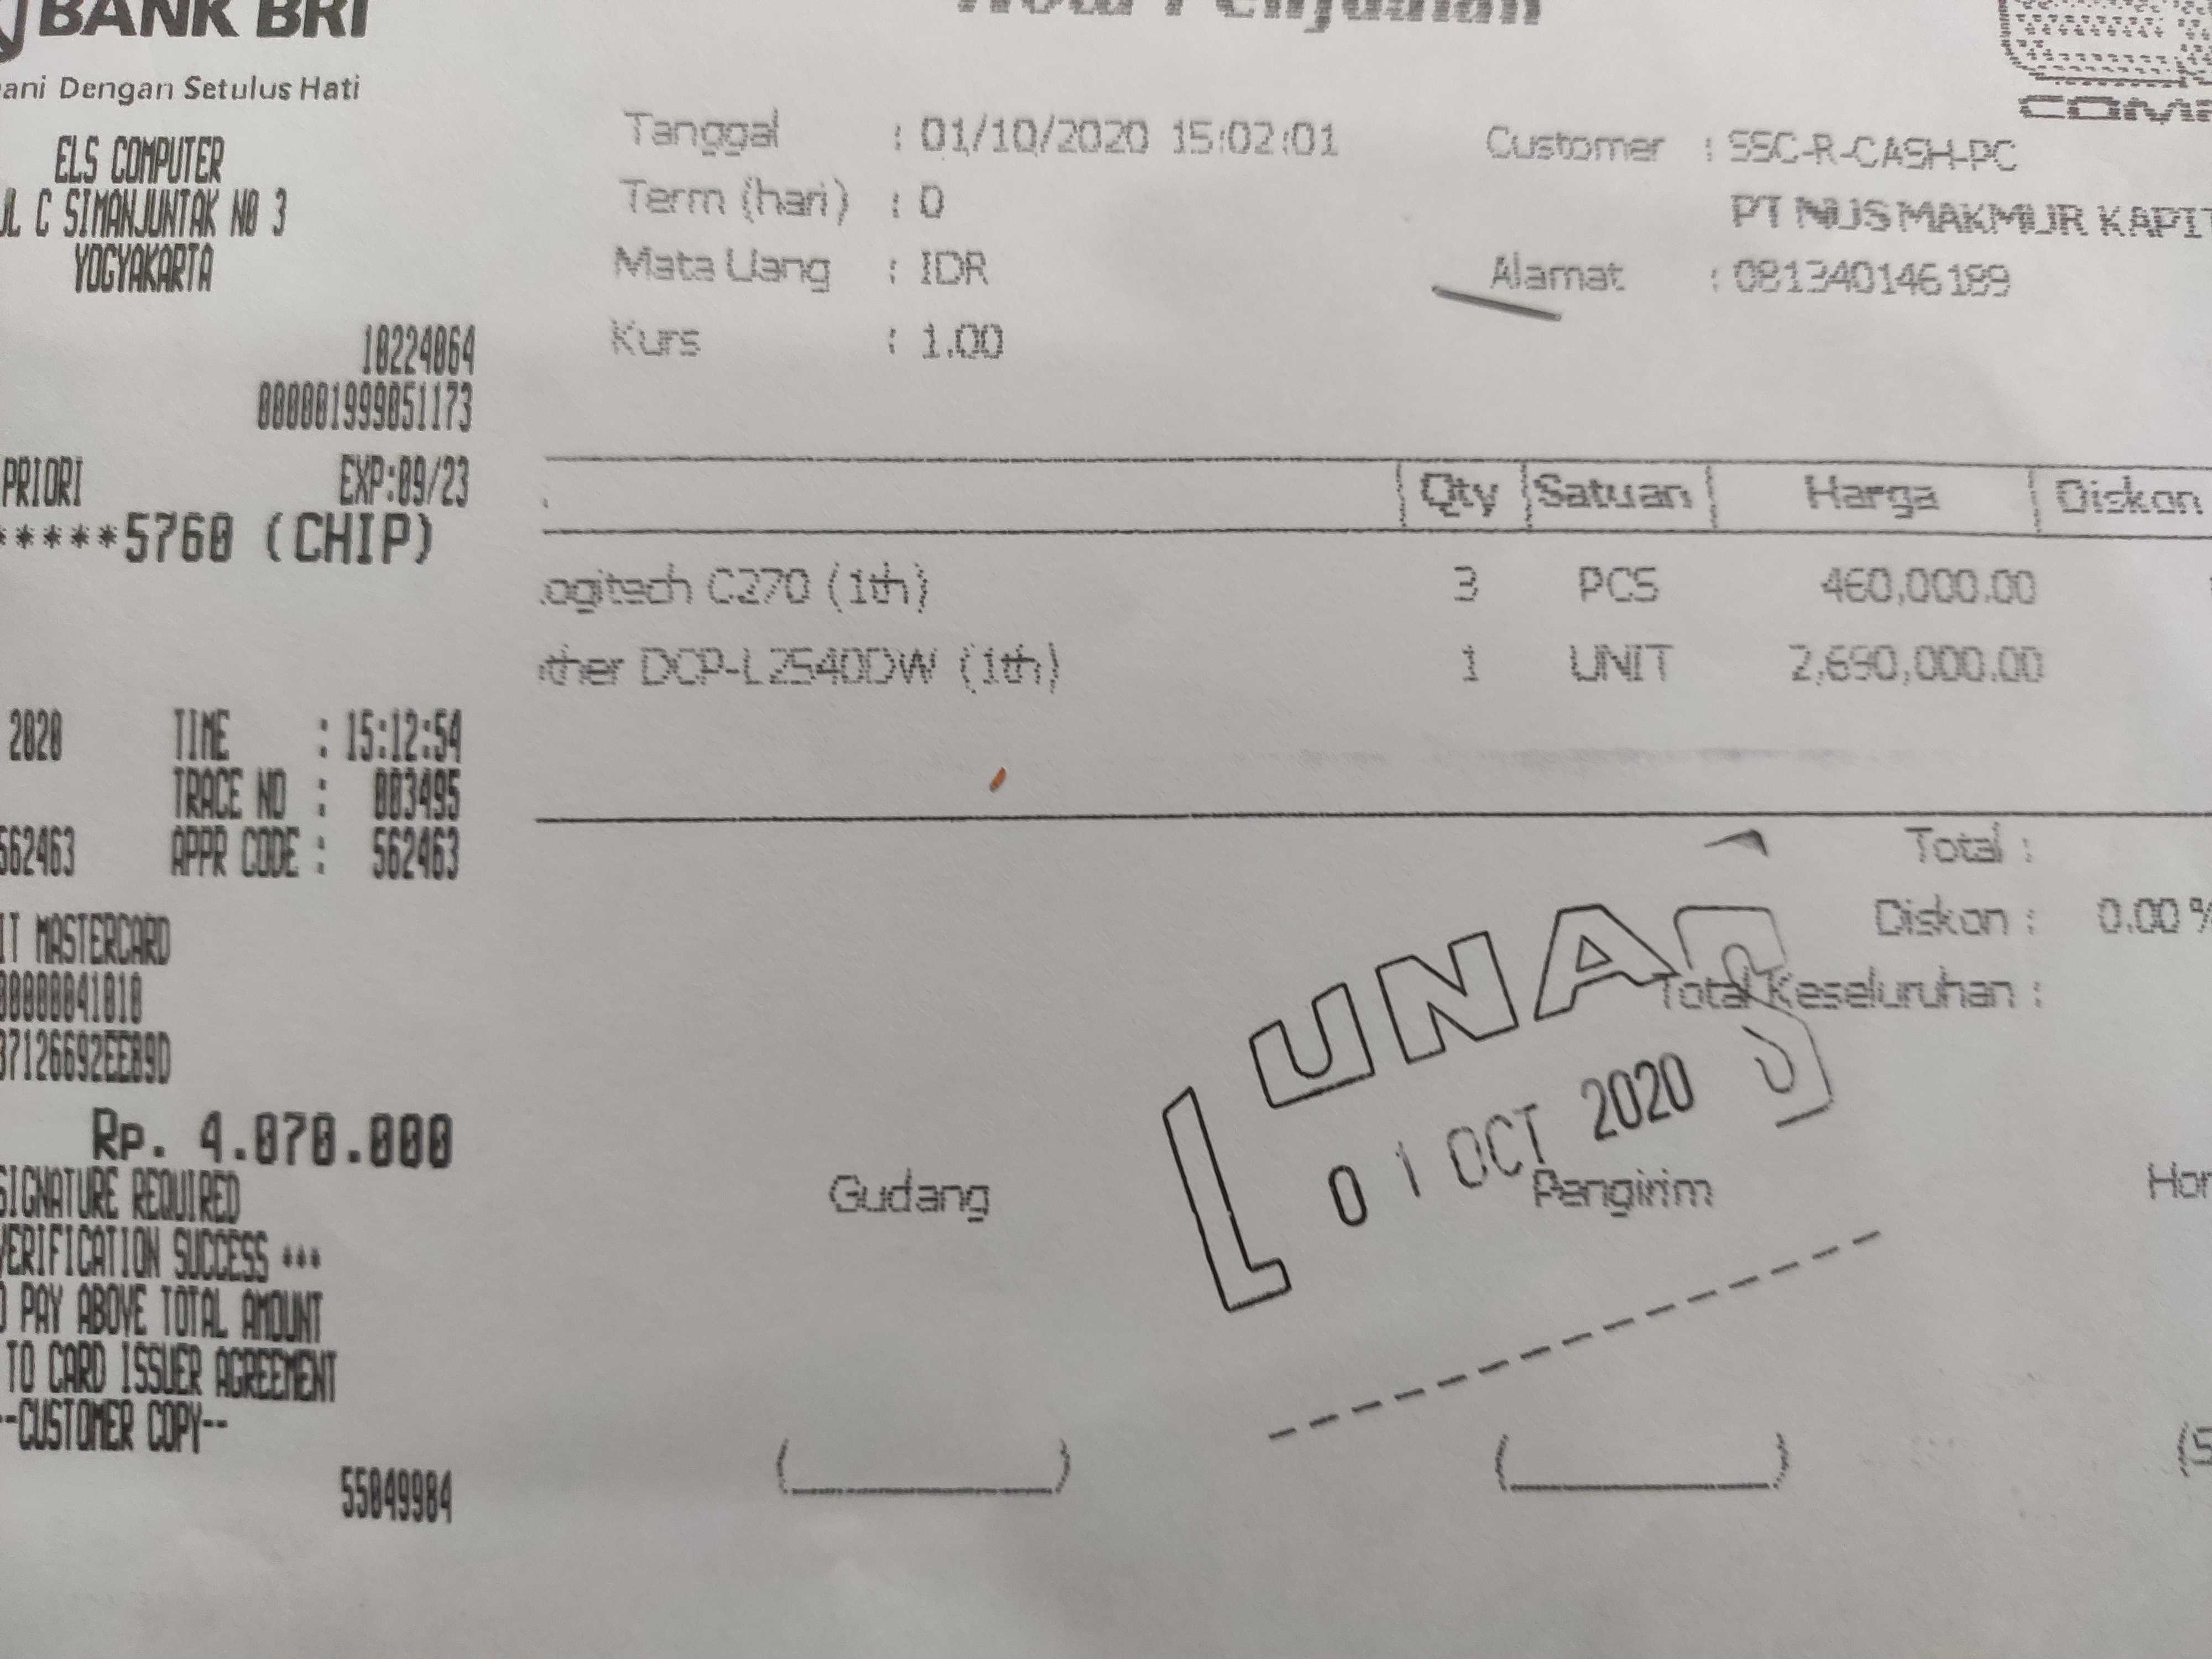 BANK BRI
ani Dengan Setulus Hati
ELS COMPUTER
JL C SIMANJUNTAK NO 3
YOGYAKARTA
10224064
000001999051173
PRIORI EXP:09/23
*****5760 (CHIP)
2020 TIME : 15:12:54
TRACE NO : 003495
562463 APPR CODE : 562463
IT MASTERCARD
00000041010
37126692EE89D
Rp. 4.070.000
SIGNATURE REQUIRED
VERIFICATION SUCCESS ***
PAY ABOVE TOTAL AMOUNT
TO CARD ISSUER AGREEMENT
--CUSTOMER COPY--
55049984
Nota Penjualan
COMP
Tanggal : 01/10/2020 15:02:01
Term (hari) : 0
Mata Uang : IDR
Kurs : 1.00
Customer : SSC-R-CASH-PC
PT NUS MAKMUR KAPIT
Alamat : 081340146189
Qty Satuan Harga Diskon
ogitech C270 (1th) 3 PCS 460,000.00
ther DCP-L2540DW (1th) 1 UNIT 2,690,000.00
Total :
Diskon : 0.00 %
Total Keseluruhan :
LUNAS
01 OCT 2020
Gudang Pengirim Hor
(S